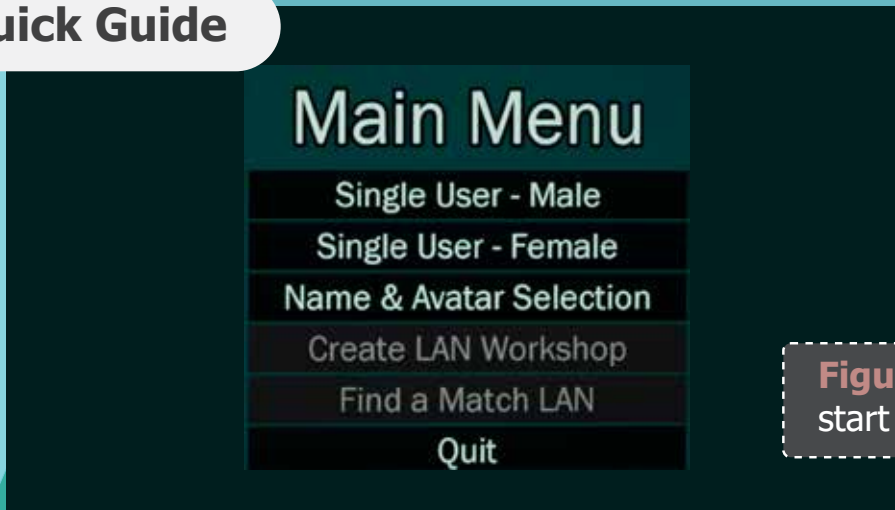 uick Guide
Main Menu
Single User - Male
Single User - Female
Name & Avatar Selection
Create LAN Workshop
Find a Match LAN
Quit
Figu
start